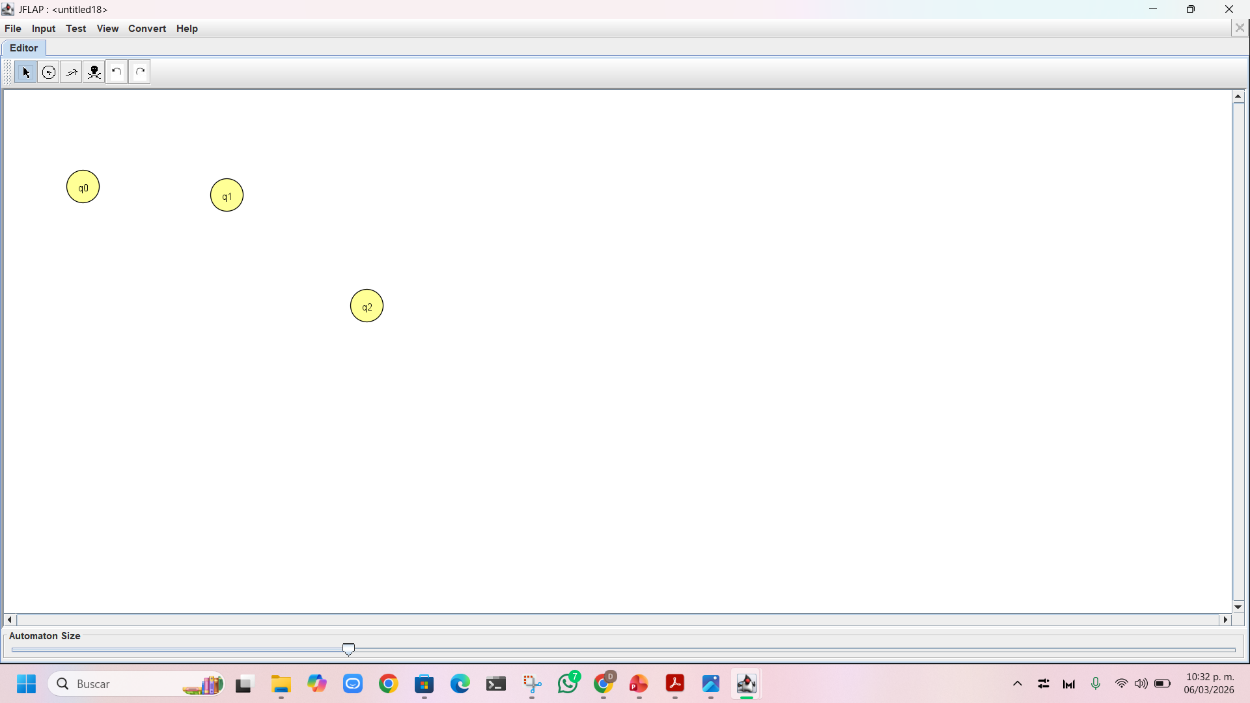 JFLAP : <untitled18>
File Input Test View Convert Help
Editor
q0
q1
q2
Automaton Size
Buscar
7
D
10:32 p. m.
06/03/2026